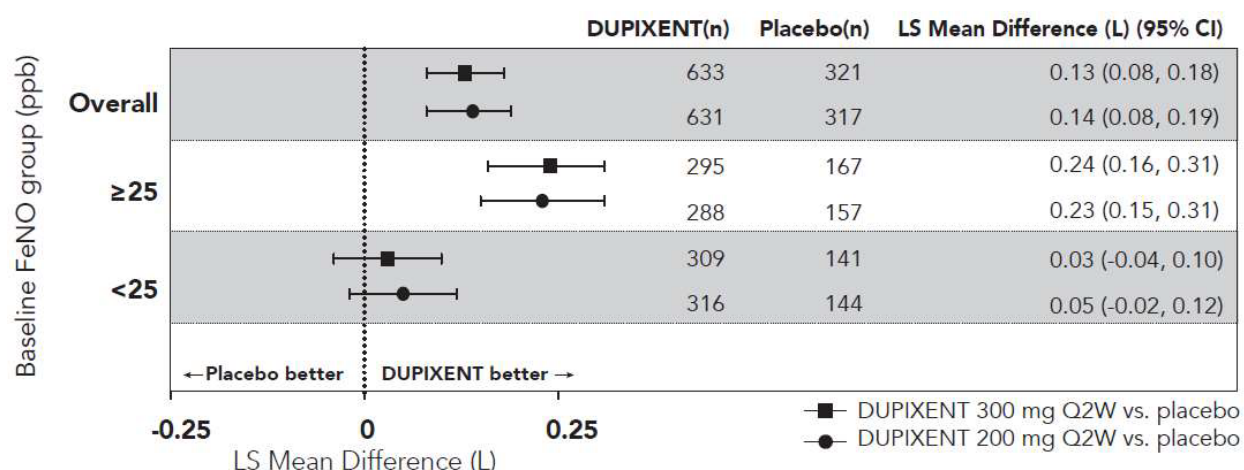 DUPIXENT(n) Placebo(n) LS Mean Difference (L) (95% CI)
Baseline FeNO group (ppb)
Overall
633 321 0.13 (0.08, 0.18)
631 317 0.14 (0.08, 0.19)
≥25
295 167 0.24 (0.16, 0.31)
288 157 0.23 (0.15, 0.31)
<25
309 141 0.03 (-0.04, 0.10)
316 144 0.05 (-0.02, 0.12)
←Placebo better DUPIXENT better→
-0.25 0 0.25
LS Mean Difference (L)
DUPIXENT 300 mg Q2W vs. placebo
DUPIXENT 200 mg Q2W vs. placebo